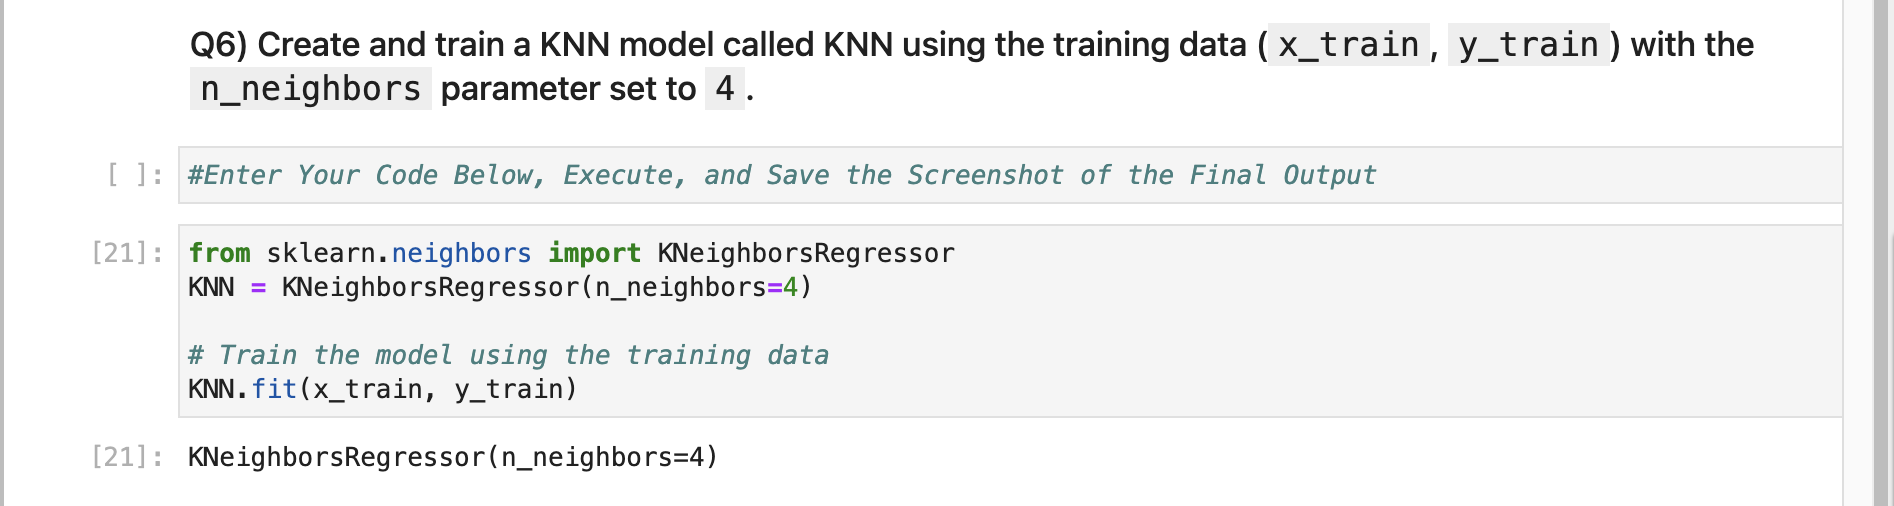 Q6) Create and train a KNN model called KNN using the training data ( x_train , y_train ) with the
n_neighbors parameter set to 4 .
[ ]: #Enter Your Code Below, Execute, and Save the Screenshot of the Final Output
[21]: from sklearn.neighbors import KNeighborsRegressor
KNN = KNeighborsRegressor(n_neighbors=4)
# Train the model using the training data
KNN.fit(x_train, y_train)
[21]: KNeighborsRegressor(n_neighbors=4)